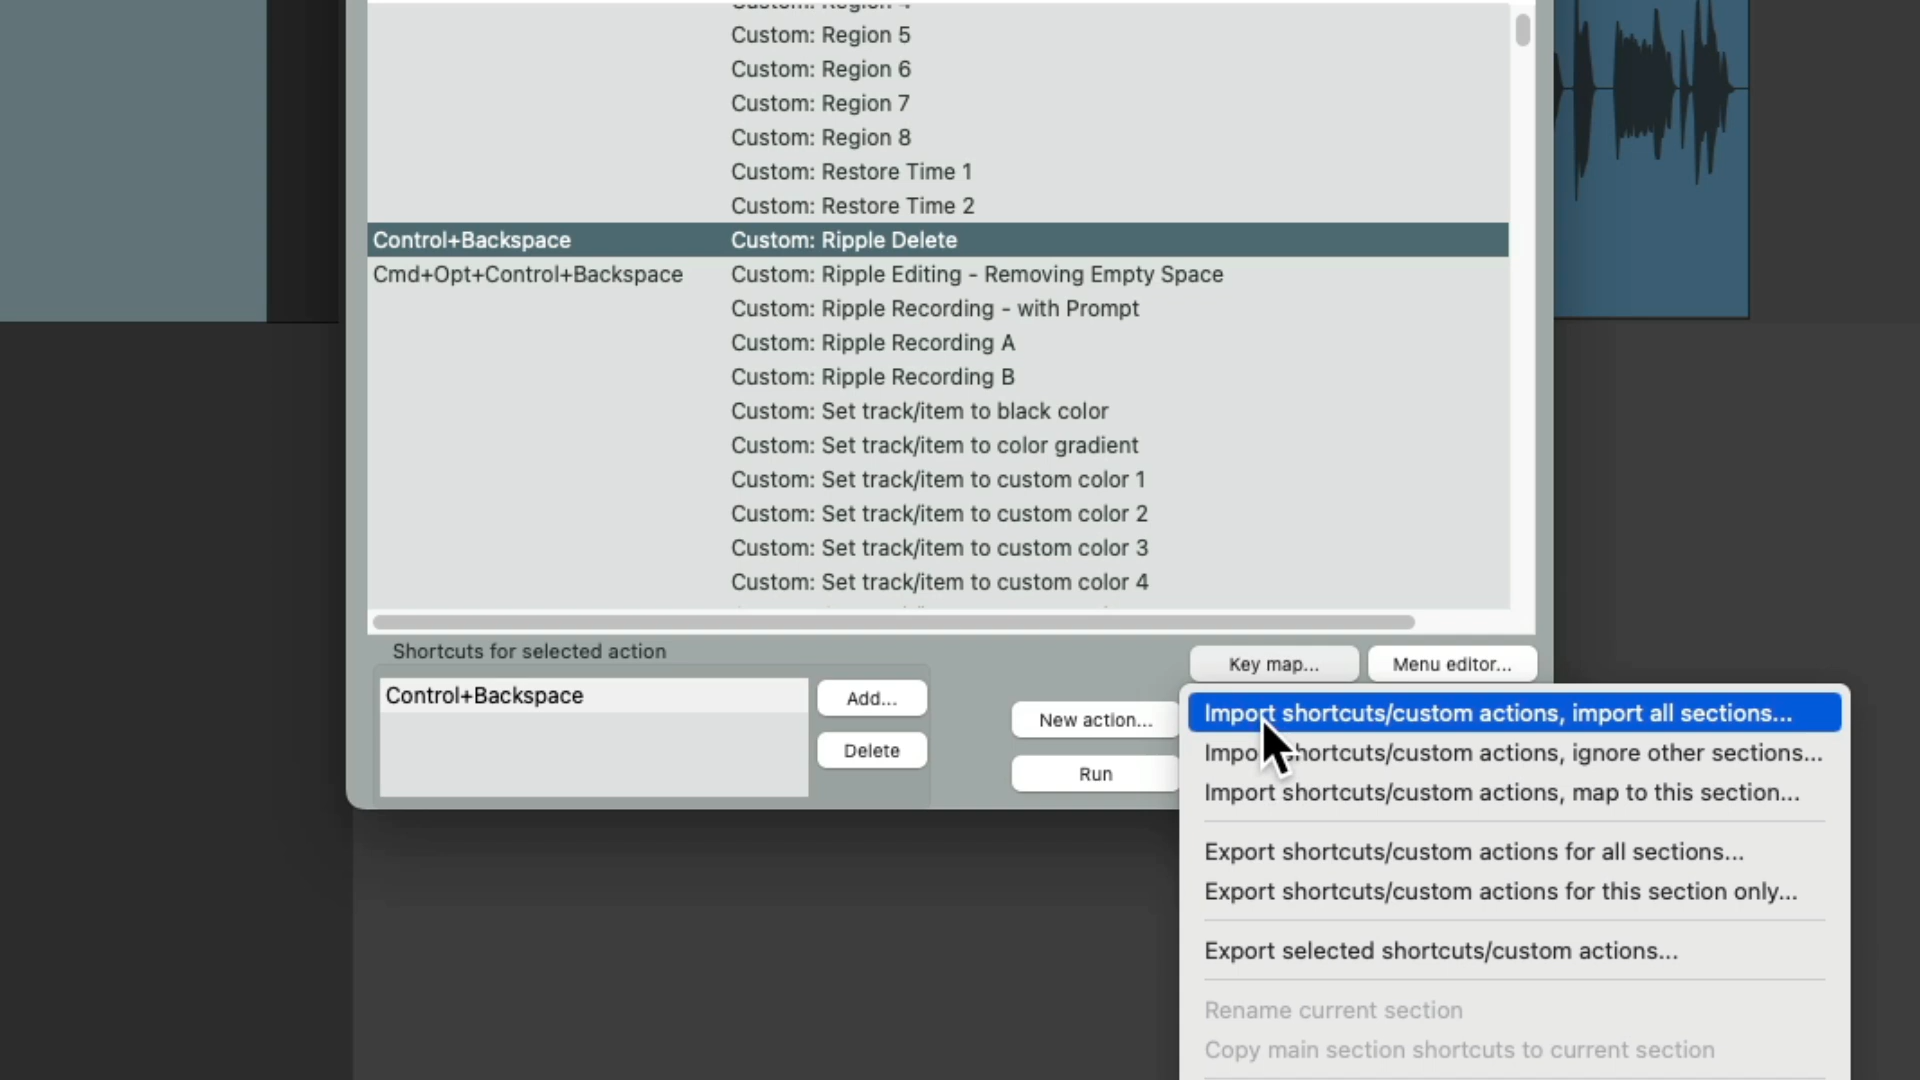 Custom: Region 4
Custom: Region 5
Custom: Region 6
Custom: Region 7
Custom: Region 8
Custom: Restore Time 1
Custom: Restore Time 2
Control+Backspace Custom: Ripple Delete
Cmd+Opt+Control+Backspace Custom: Ripple Editing - Removing Empty Space
Custom: Ripple Recording - with Prompt
Custom: Ripple Recording A
Custom: Ripple Recording B
Custom: Set track/item to black color
Custom: Set track/item to color gradient
Custom: Set track/item to custom color 1
Custom: Set track/item to custom color 2
Custom: Set track/item to custom color 3
Custom: Set track/item to custom color 4
Shortcuts for selected action
Control+Backspace
Add...
Delete
New action...
Run
Key map...
Menu editor...
Import shortcuts/custom actions, import all sections...
Import shortcuts/custom actions, ignore other sections...
Import shortcuts/custom actions, map to this section...
Export shortcuts/custom actions for all sections...
Export shortcuts/custom actions for this section only...
Export selected shortcuts/custom actions...
Rename current section
Copy main section shortcuts to current section